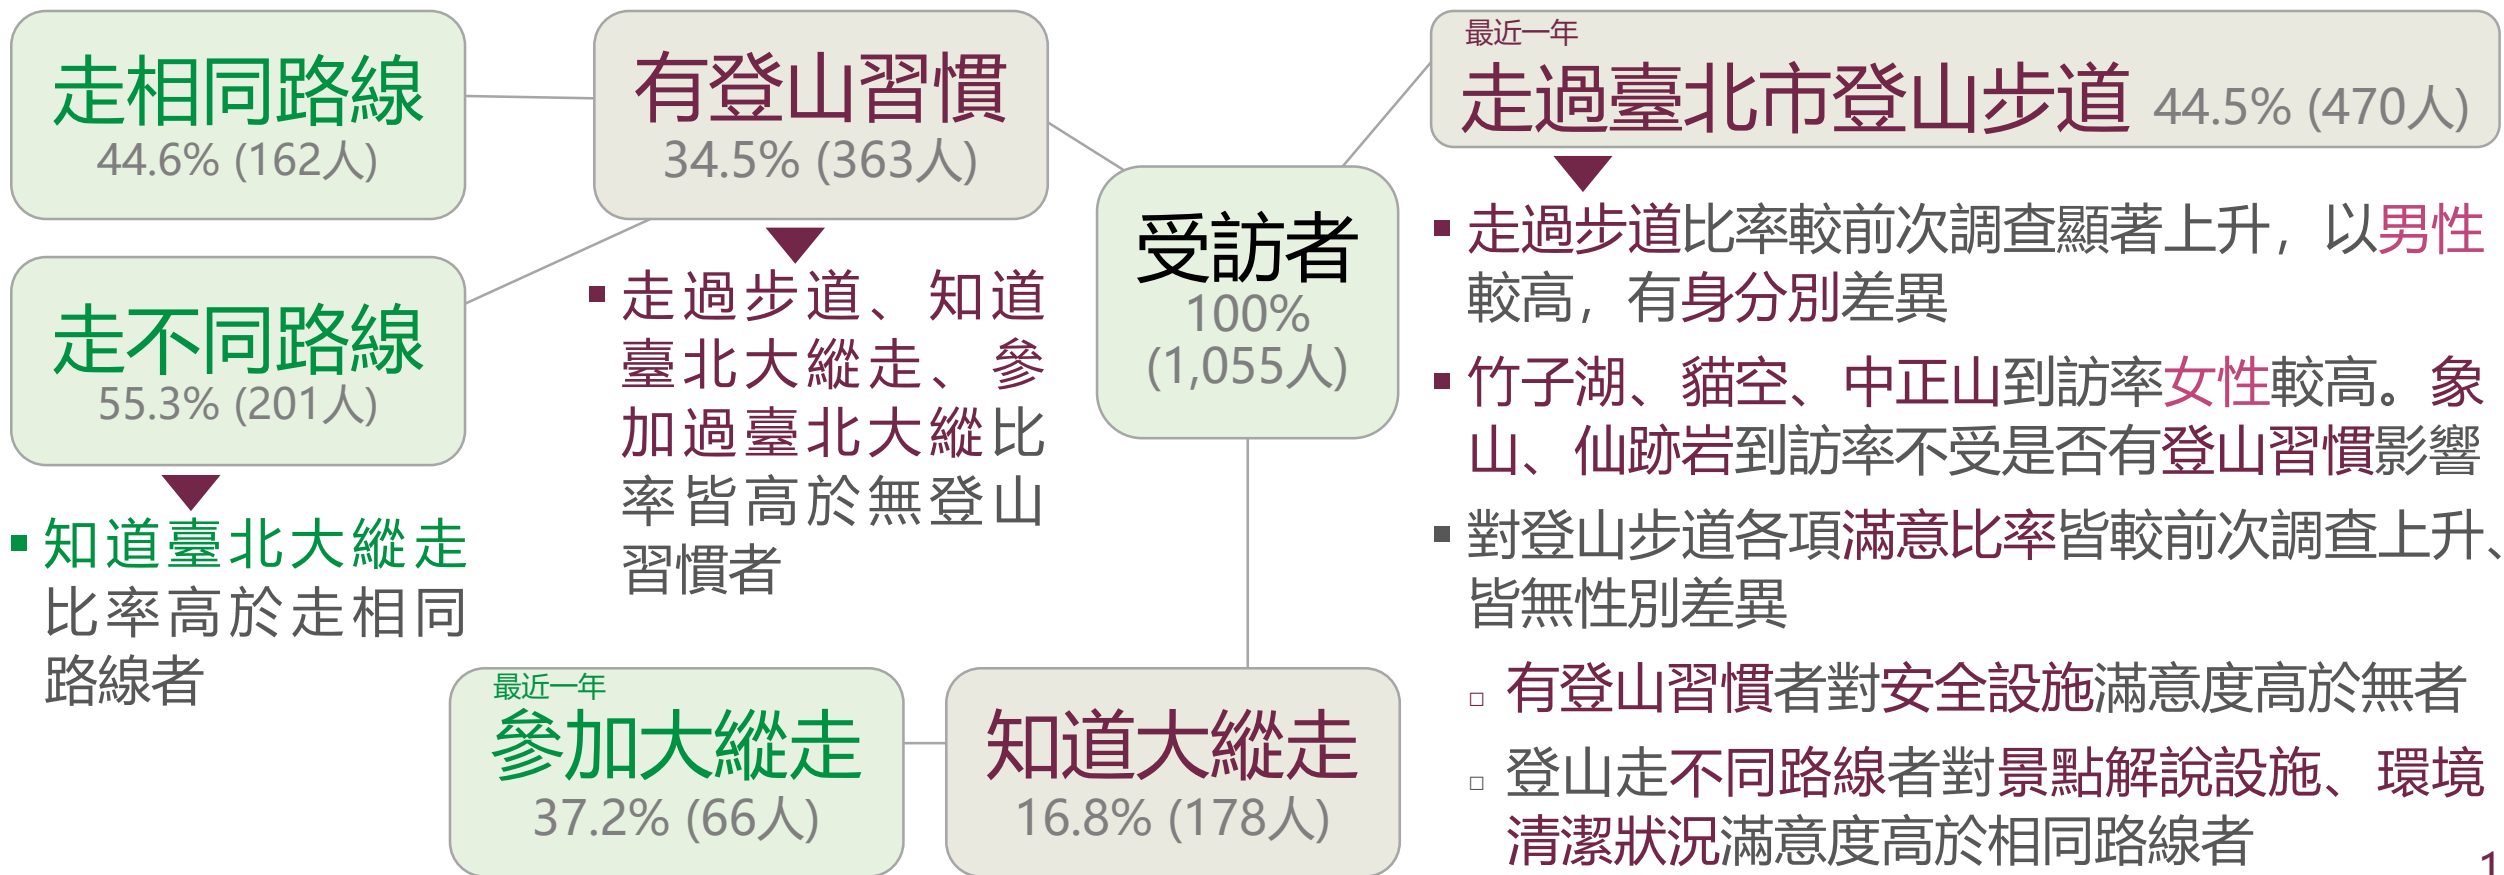 走相同路線
44.6% (162人)
走不同路線
55.3% (201人)
■ 知道臺北大縱走
比率高於走相同
路線者
有登山習慣
34.5% (363人)
■ 走過步道、知道
臺北大縱走、參
加過臺北大縱比
率皆高於無登山
習慣者
受訪者
100%
(1,055人)
最近一年
參加大縱走
37.2% (66人)
知道大縱走
16.8% (178人)
最近一年
走過臺北市登山步道 44.5% (470人)
■ 走過步道比率較前次調查顯著上升, 以男性
較高, 有身分別差異
■ 竹子湖、貓空、中正山到訪率女性較高。象
山、仙跡岩到訪率不受是否有登山習慣影響
■ 對登山步道各項滿意比率皆較前次調查上升、
皆無性別差異
□ 有登山習慣者對安全設施滿意度高於無者
□ 登山走不同路線者對景點解說設施、環境
清潔狀況滿意度高於相同路線者
1